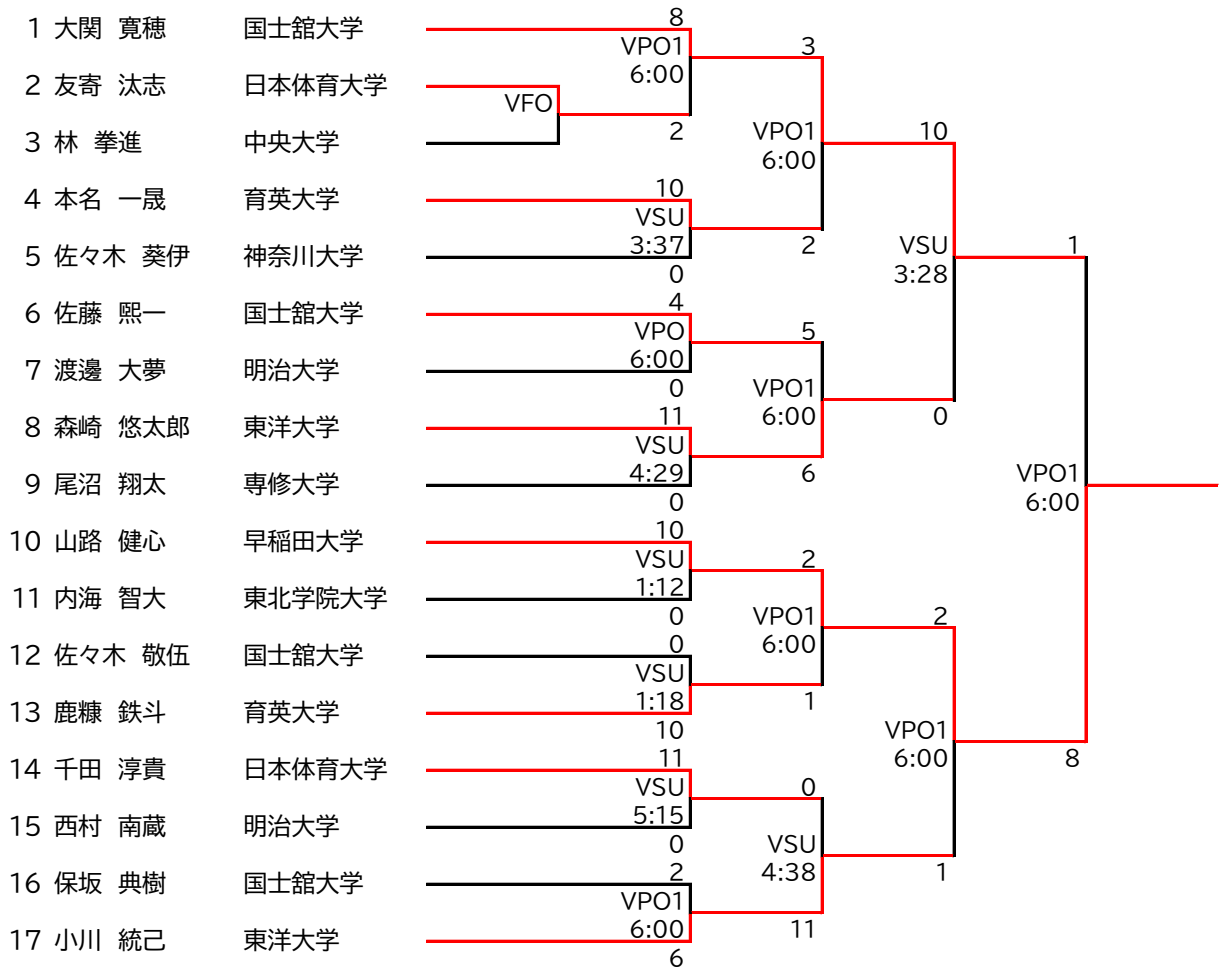 1 大関 寛穂 国士舘大学
2 友寄 汰志 日本体育大学
3 林 拳進 中央大学
4 本名 一晟 育英大学
5 佐々木 葵伊 神奈川大学
6 佐藤 煕一 国士舘大学
7 渡邊 大夢 明治大学
8 森崎 悠太郎 東洋大学
9 尾沼 翔太 専修大学
10 山路 健心 早稲田大学
11 内海 智大 東北学院大学
12 佐々木 敬伍 国士舘大学
13 鹿糠 鉄斗 育英大学
14 千田 淳貴 日本体育大学
15 西村 南蔵 明治大学
16 保坂 典樹 国士舘大学
17 小川 統己 東洋大学
VFO
8
VPO1
6:00
2
10
VSU
3:37
0
4
VPO
6:00
0
11
VSU
4:29
0
10
VSU
1:12
0
0
VSU
1:18
10
11
VSU
5:15
0
2
VPO1
6:00
6
3
VPO1
6:00
2
5
VPO1
6:00
6
2
VPO1
6:00
1
0
VSU
4:38
11
10
VSU
3:28
0
2
VPO1
6:00
1
1
VPO1
6:00
8